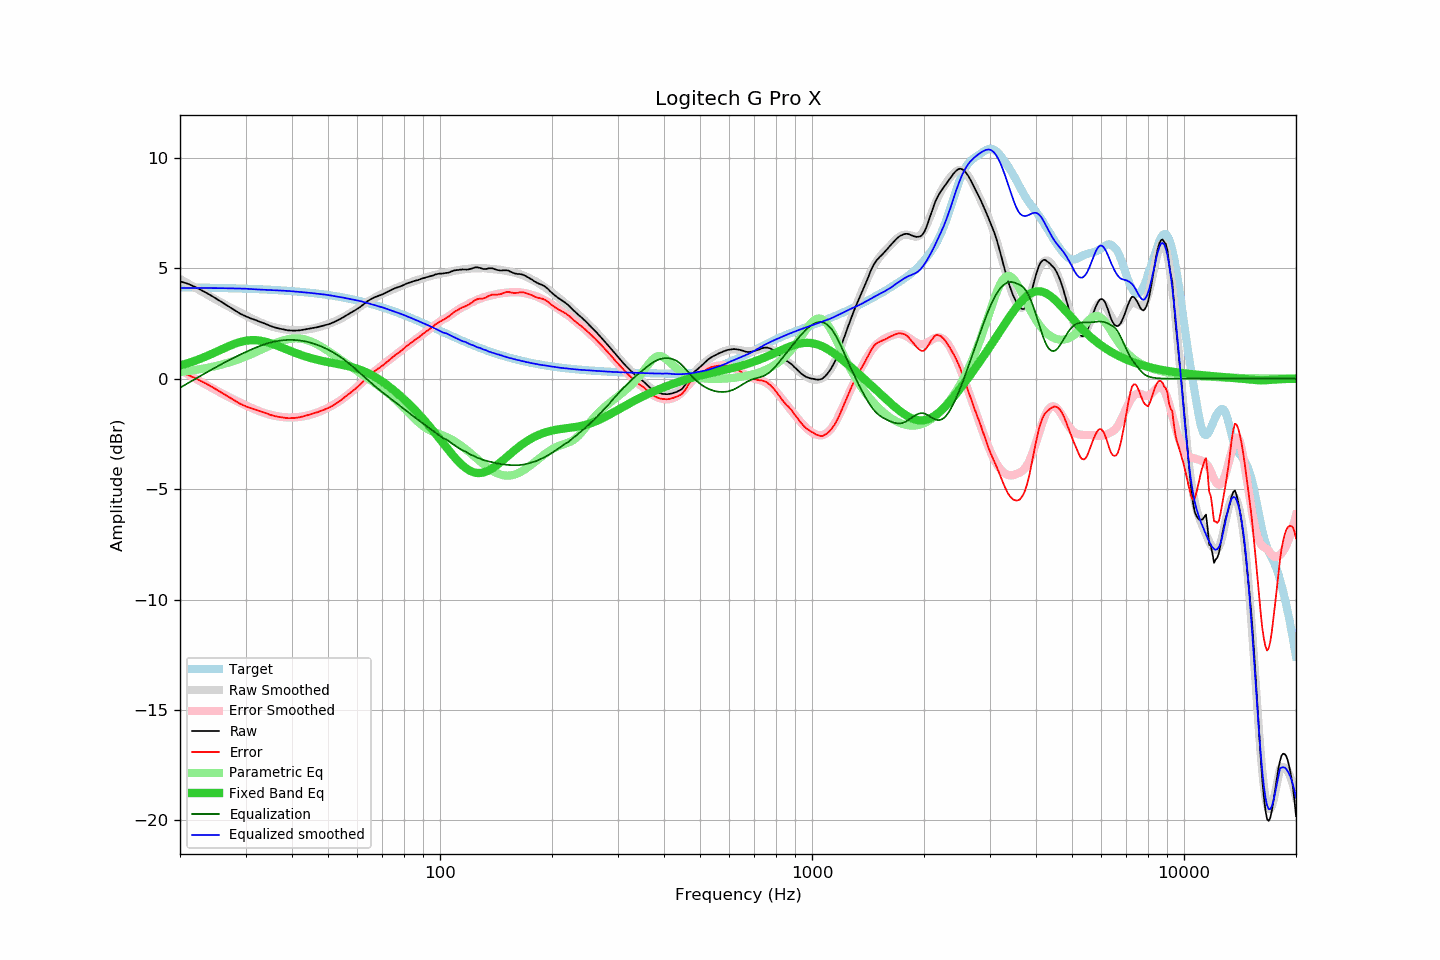 Logitech G Pro X
10
5
0
−5
−10
−15
−20
Amplitude (dBr)
Target
Raw Smoothed
Error Smoothed
Raw
Error
Parametric Eq
Fixed Band Eq
Equalization
Equalized smoothed
100
1000
10000
Frequency (Hz)